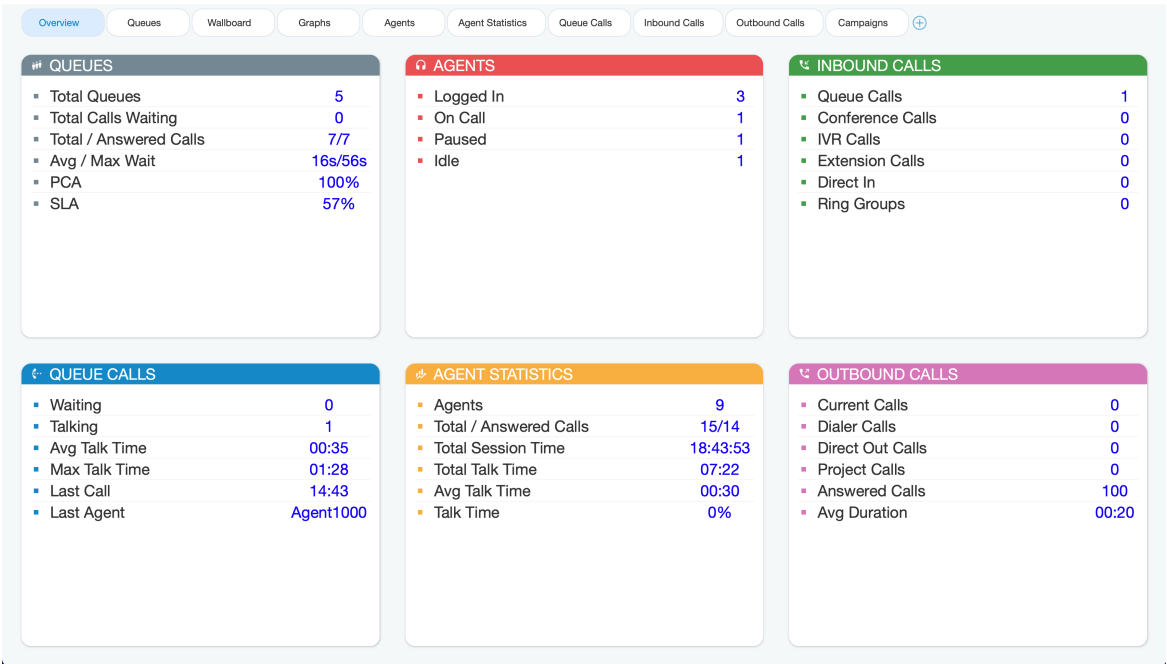 Overview Queues Wallboard Graphs Agents Agent Statistics Queue Calls Inbound Calls Outbound Calls Campaigns
QUEUES
Total Queues 5
Total Calls Waiting 0
Total / Answered Calls 7/7
Avg / Max Wait 16s/56s
PCA 100%
SLA 57%
AGENTS
Logged In 3
On Call 1
Paused 1
Idle 1
INBOUND CALLS
Queue Calls 1
Conference Calls 0
IVR Calls 0
Extension Calls 0
Direct In 0
Ring Groups 0
QUEUE CALLS
Waiting 0
Talking 1
Avg Talk Time 00:35
Max Talk Time 01:28
Last Call 14:43
Last Agent Agent1000
AGENT STATISTICS
Agents 9
Total / Answered Calls 15/14
Total Session Time 18:43:53
Total Talk Time 07:22
Avg Talk Time 00:30
Talk Time 0%
OUTBOUND CALLS
Current Calls 0
Dialer Calls 0
Direct Out Calls 0
Project Calls 0
Answered Calls 100
Avg Duration 00:20